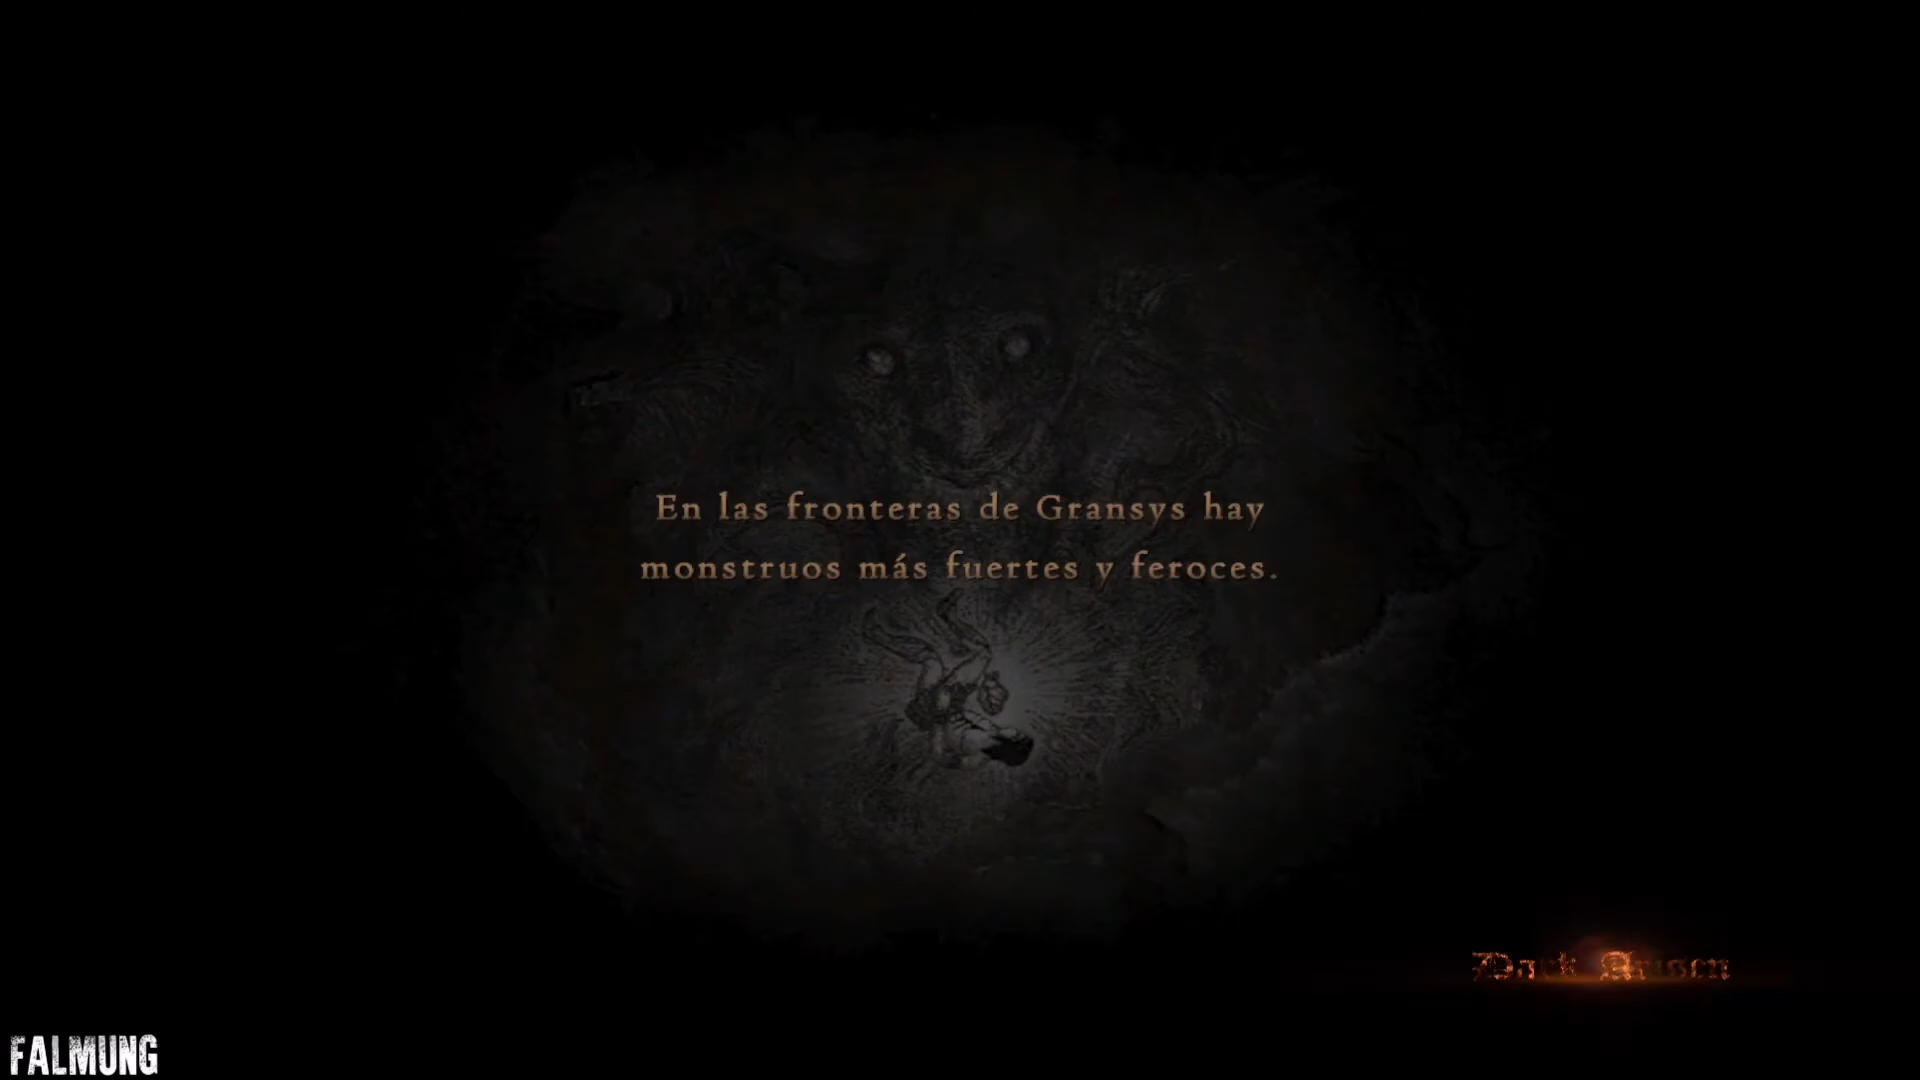 En las fronteras de Gransys hay
monstruos más fuertes y feroces.
Dark Arisen
FALMUNG